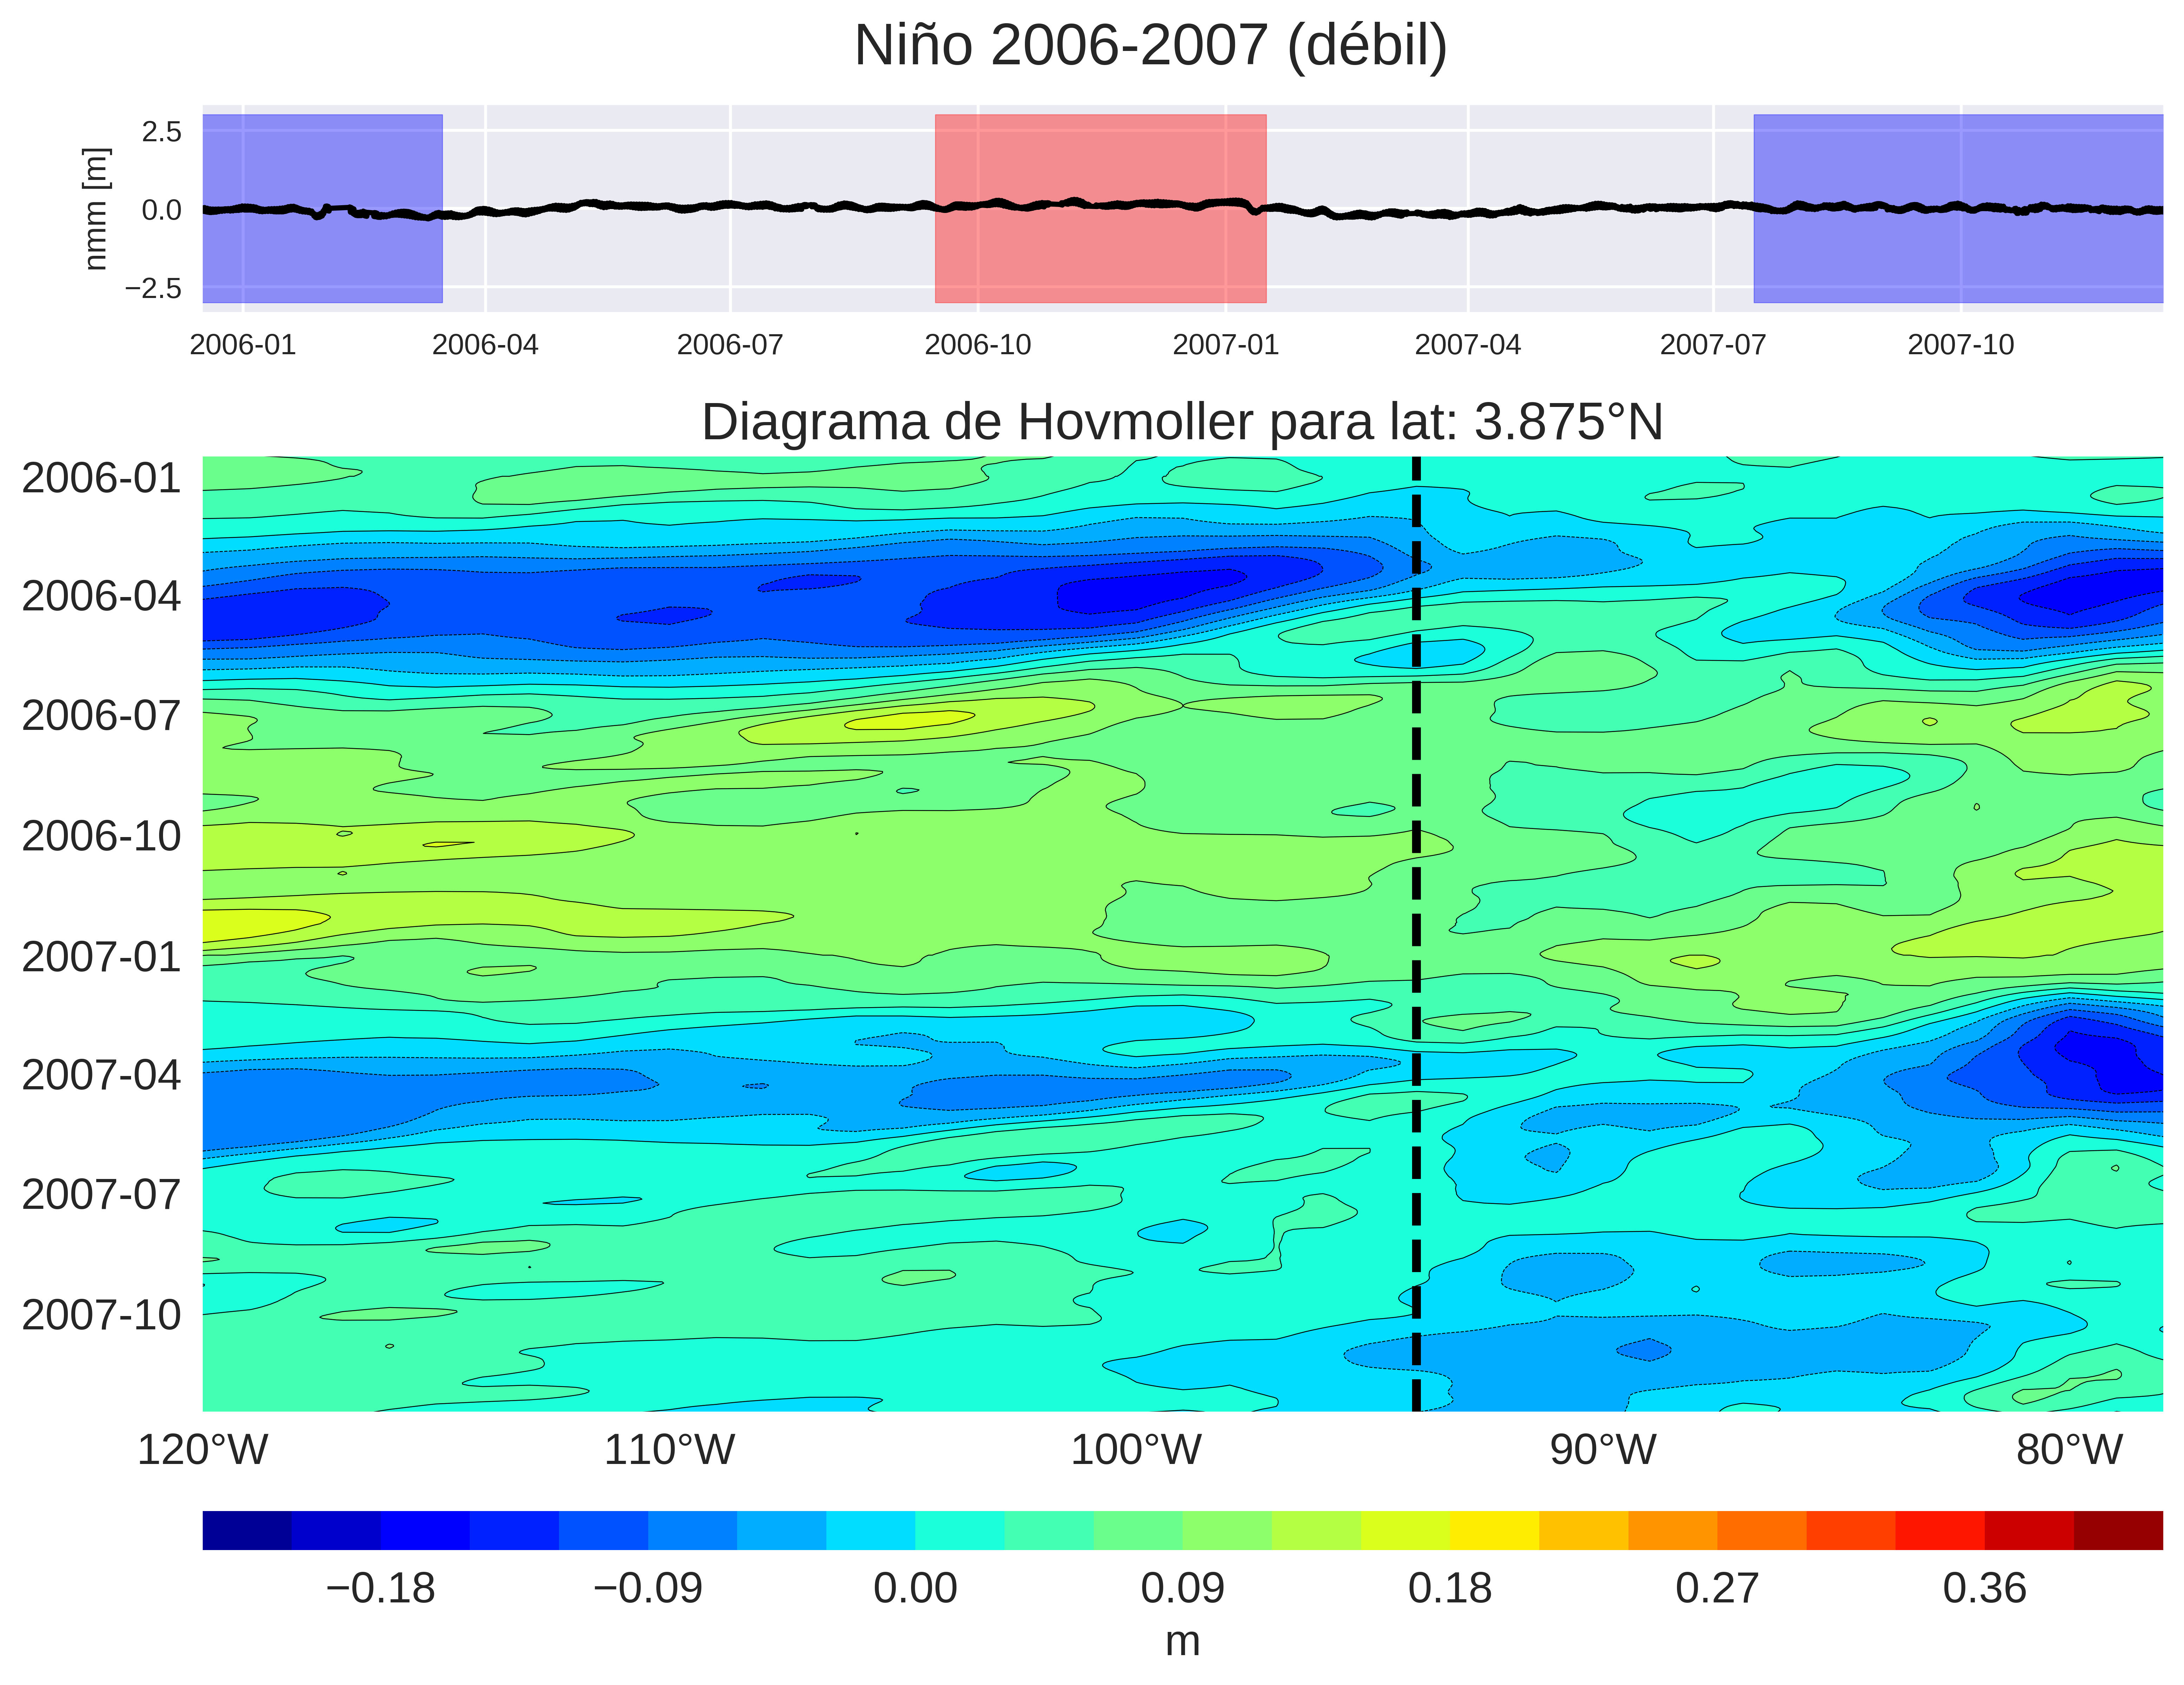 Niño 2006-2007 (débil)
nmm [m]
2.5
0.0
−2.5
2006-01 2006-04 2006-07 2006-10 2007-01 2007-04 2007-07 2007-10
Diagrama de Hovmoller para lat: 3.875°N
2006-01
2006-04
2006-07
2006-10
2007-01
2007-04
2007-07
2007-10
120°W 110°W 100°W 90°W 80°W
−0.18 −0.09 0.00 0.09 0.18 0.27 0.36
m